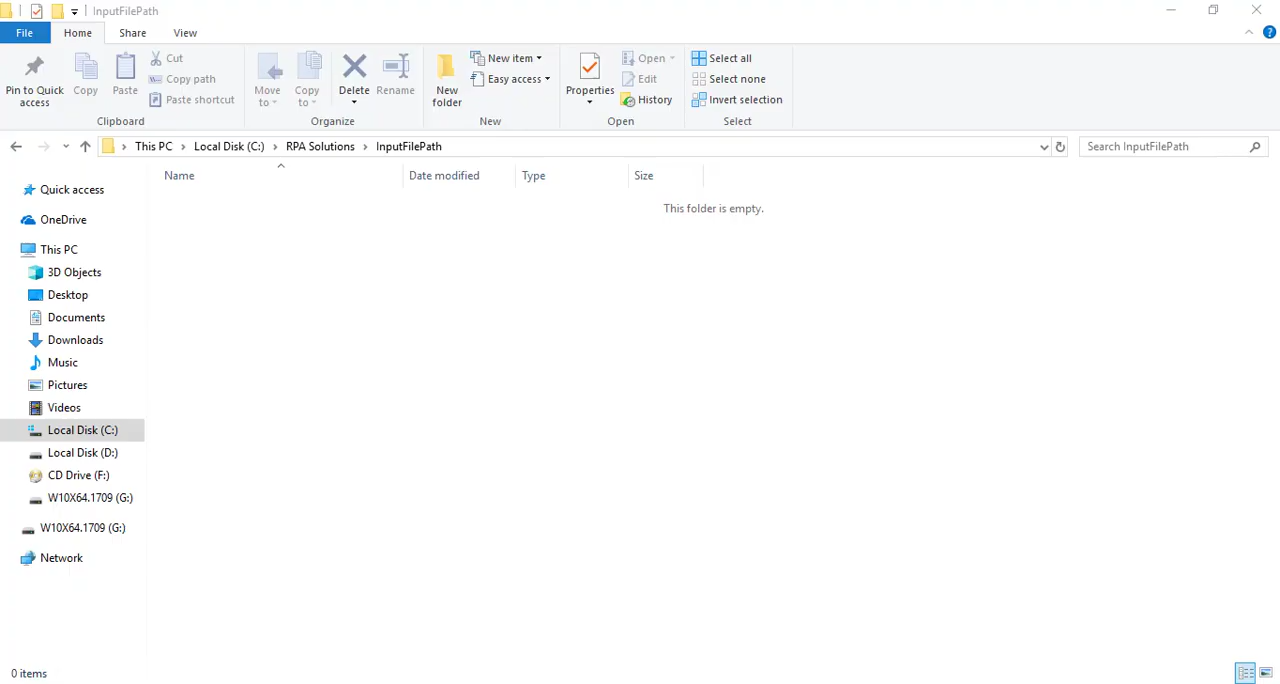 InputFilePath
File Home Share View
Pin to Quick access
Copy
Paste
Cut
Copy path
Paste shortcut
Clipboard
Move to
Copy to
Delete
Rename
Organize
New folder
New item
Easy access
New
Properties
Open
Edit
History
Open
Select all
Select none
Invert selection
Select
This PC > Local Disk (C:) > RPA Solutions > InputFilePath
Search InputFilePath
Name Date modified Type Size
This folder is empty.
Quick access
OneDrive
This PC
3D Objects
Desktop
Documents
Downloads
Music
Pictures
Videos
Local Disk (C:)
Local Disk (D:)
CD Drive (F:)
W10X64.1709 (G:)
W10X64.1709 (G:)
Network
0 items